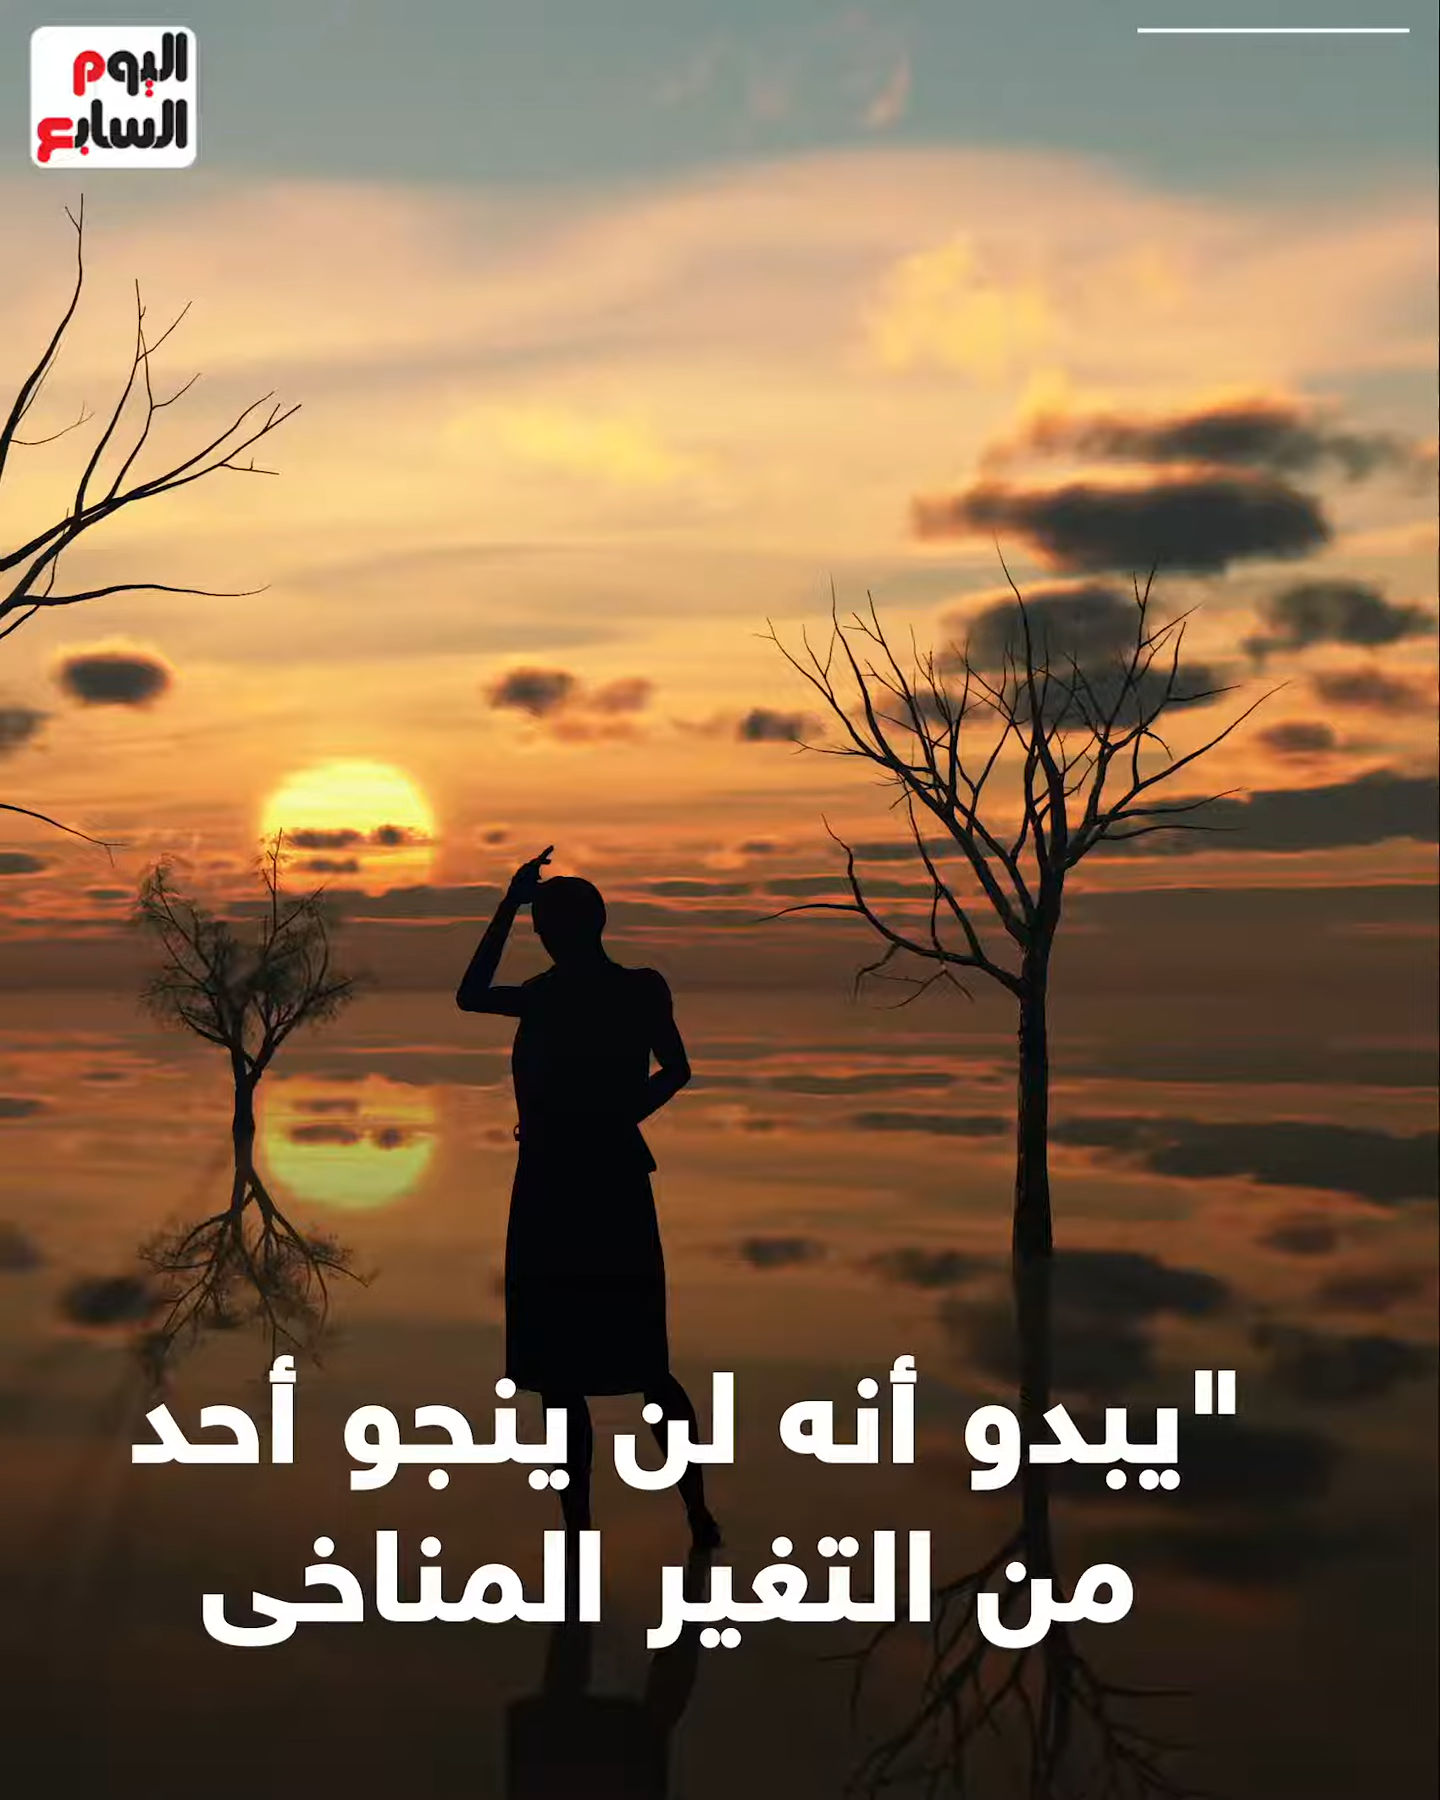 اليوم
السابع
"يبدو أنه لن ينجو أحد
من التغير المناخى